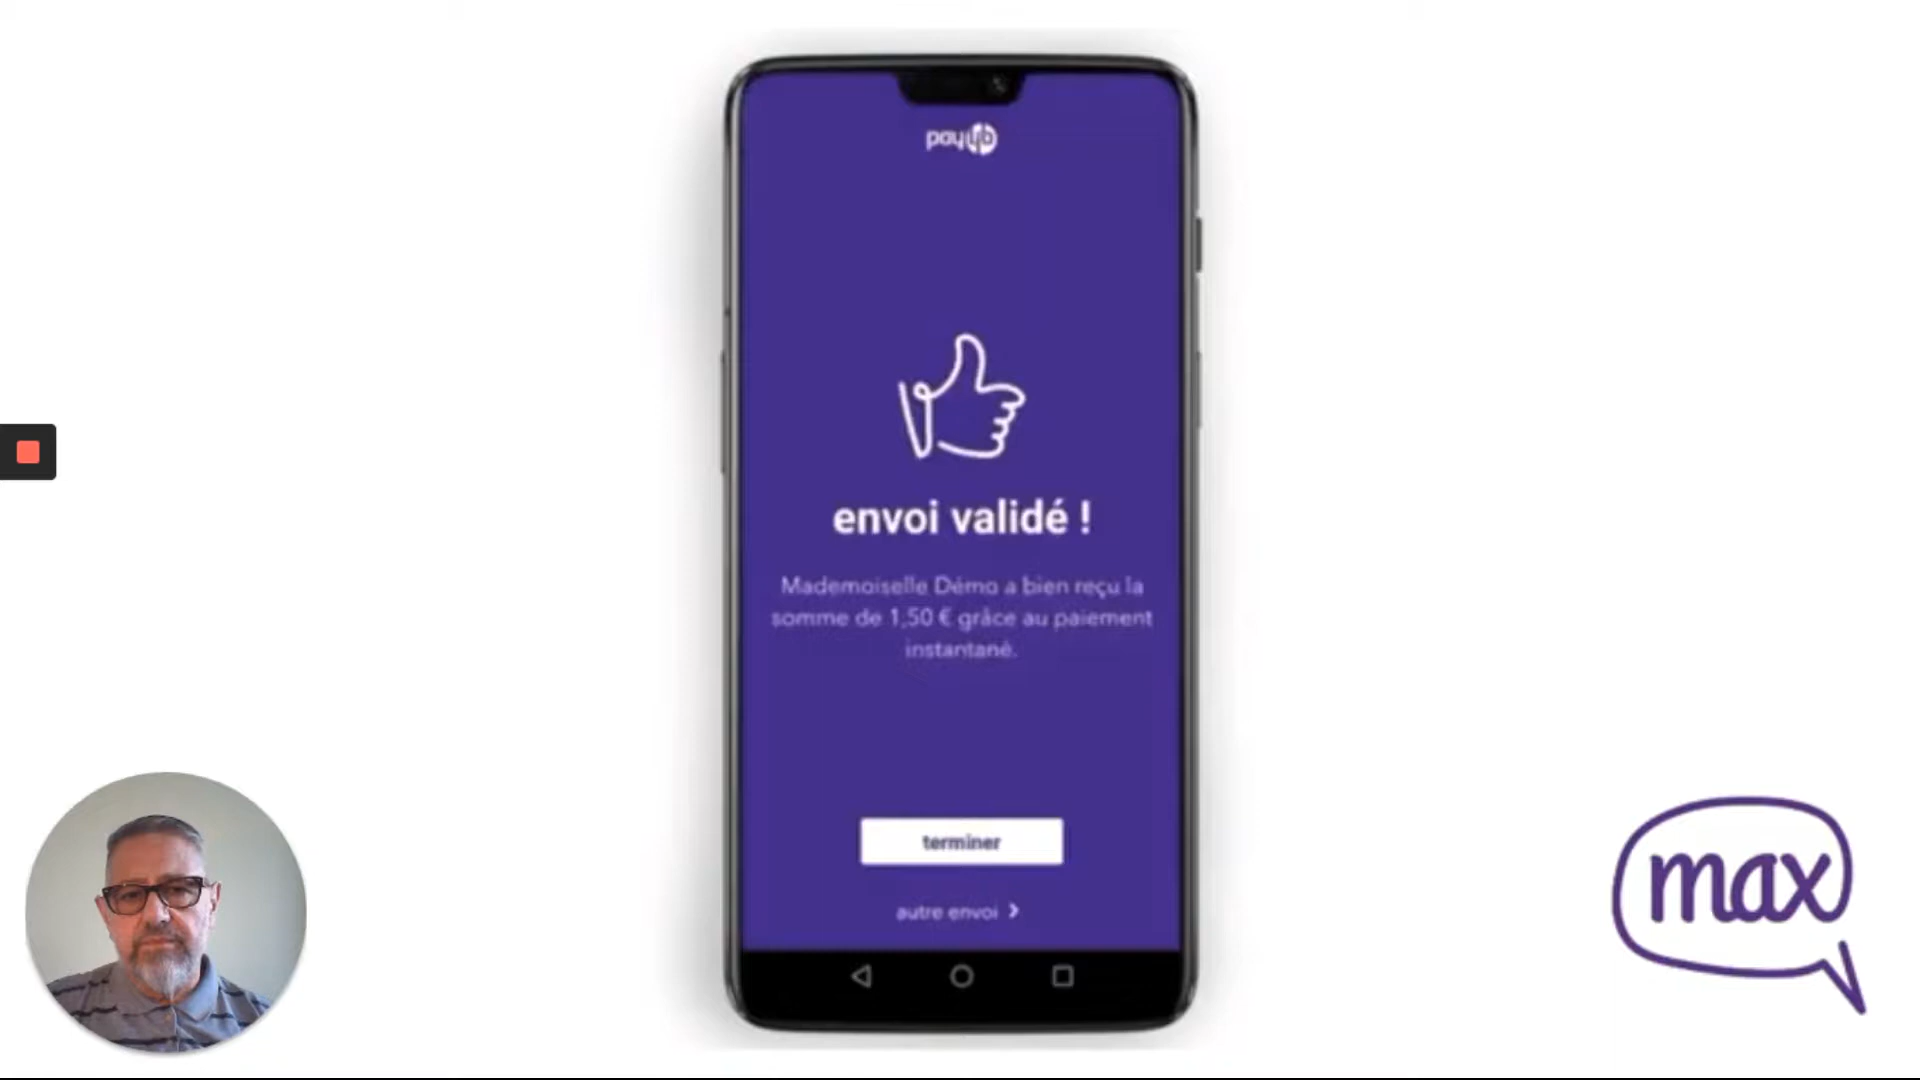 paylib
envoi validé !
Mademoiselle Démo a bien reçu la
somme de 1,50 € grâce au paiement
instantané.
terminer
autre envoi
max